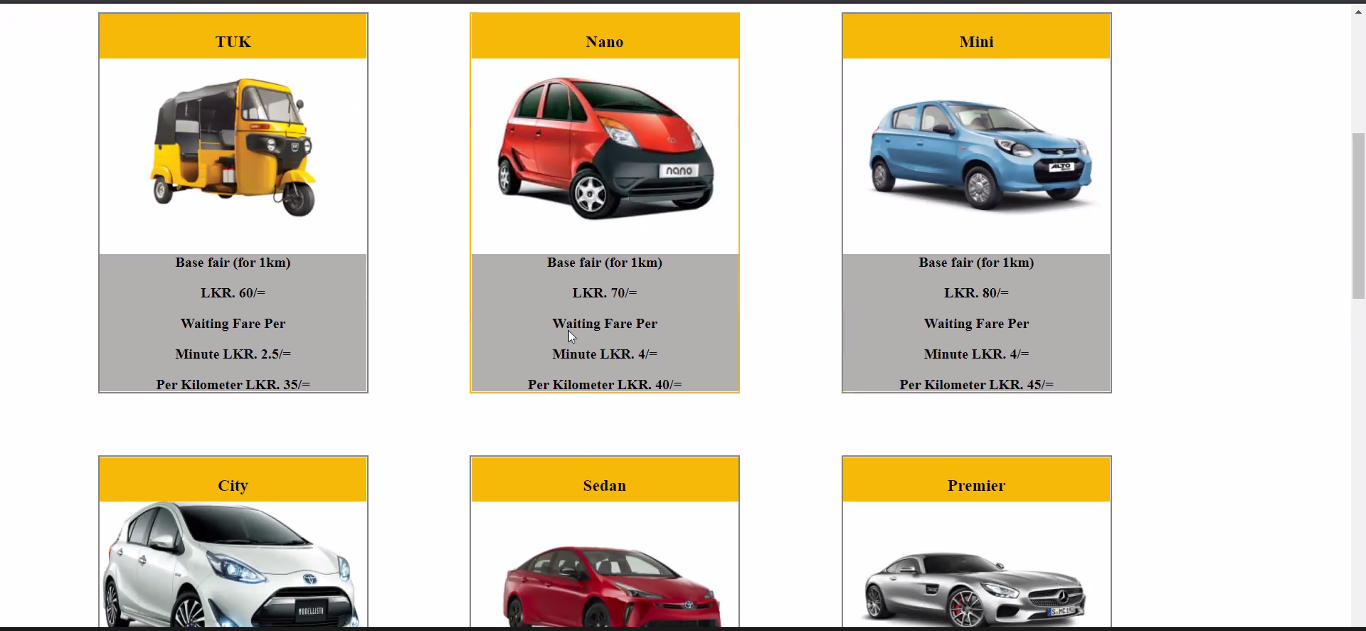 TUK
Nano
Mini
nano
ALTO
Base fair (for 1km)
LKR. 60/=
Waiting Fare Per
Minute LKR. 2.5/=
Per Kilometer LKR. 35/=
Base fair (for 1km)
LKR. 70/=
Waiting Fare Per
Minute LKR. 4/=
Per Kilometer LKR. 40/=
Base fair (for 1km)
LKR. 80/=
Waiting Fare Per
Minute LKR. 4/=
Per Kilometer LKR. 45/=
City
Sedan
Premier
MODELLISTA